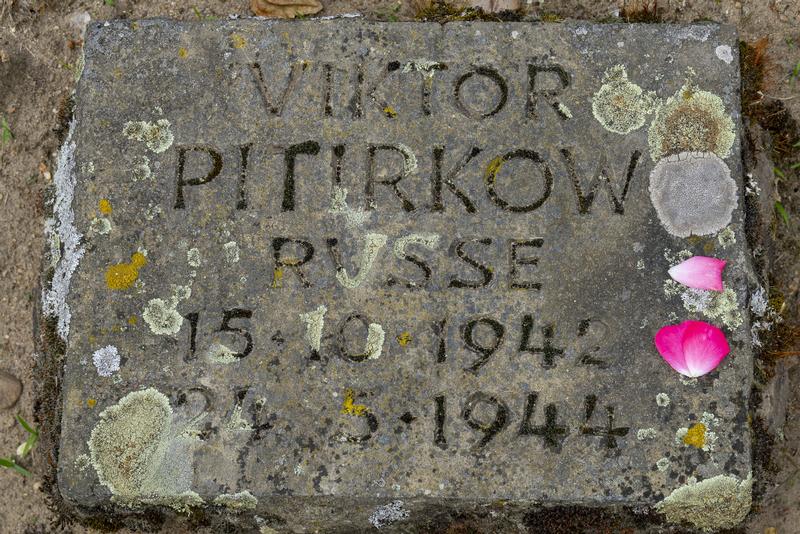 VIKTOR
PITIRKOW
RUSSE
15·10·1942
24·5·1944